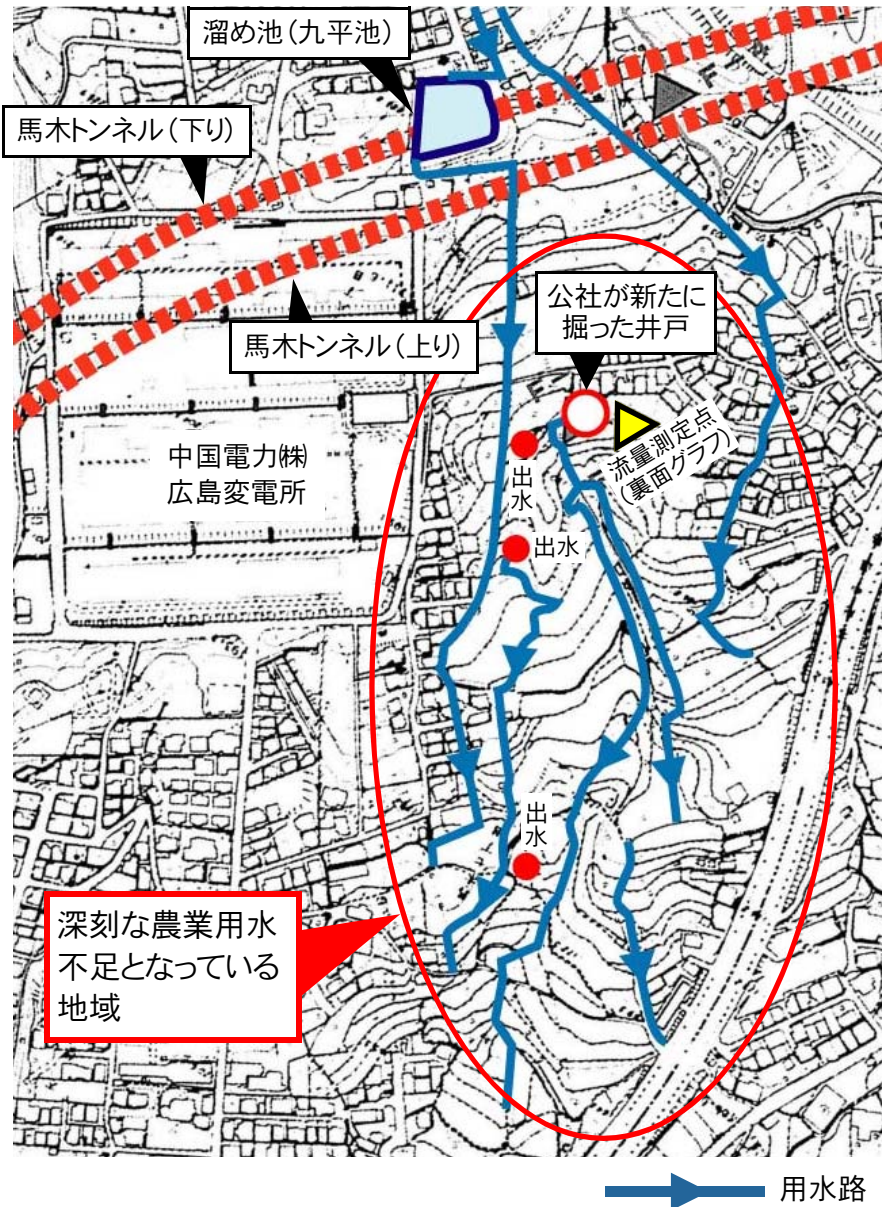 溜め池（九平池）
馬木トンネル（下り）
公社が新たに
掘った井戸
馬木トンネル（上り）
流量測定点
（裏面グラフ）
中国電力㈱
広島変電所
出水
出水
出水
深刻な農業用水
不足となっている
地域
用水路